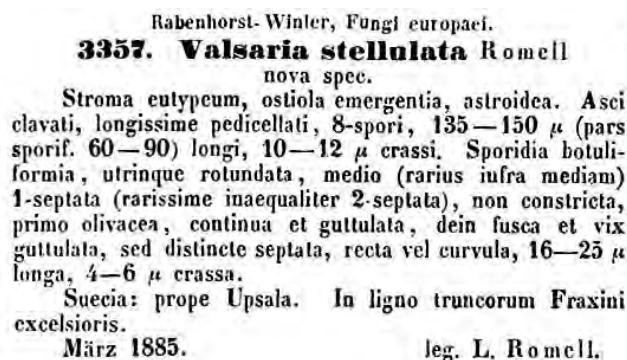 Rabenhorst-Winter, Fungi europaei.
3357. Valsaria stellulata Romell
nova spec.
Stroma eutypeum, ostiola emergentia, astroidea. Asci
clavati, longissime pedicellati, 8-spori, 135—150 µ (pars
sporif. 60—90) longi, 10—12 µ crassi. Sporidia botuli-
formia, utrinque rotundata, medio (rarius infra mediam)
1-septata (rarissime inaequaliter 2-septata), non constricta,
primo olivacea, continua et guttulata, dein fusca et vix
guttulata, sed distincte septata, recta vel curvula, 16—25 µ
longa, 4—6 µ crassa.
Suecia: prope Upsala. In ligno truncorum Fraxini
excelsioris.
März 1885. leg. L. Romell.